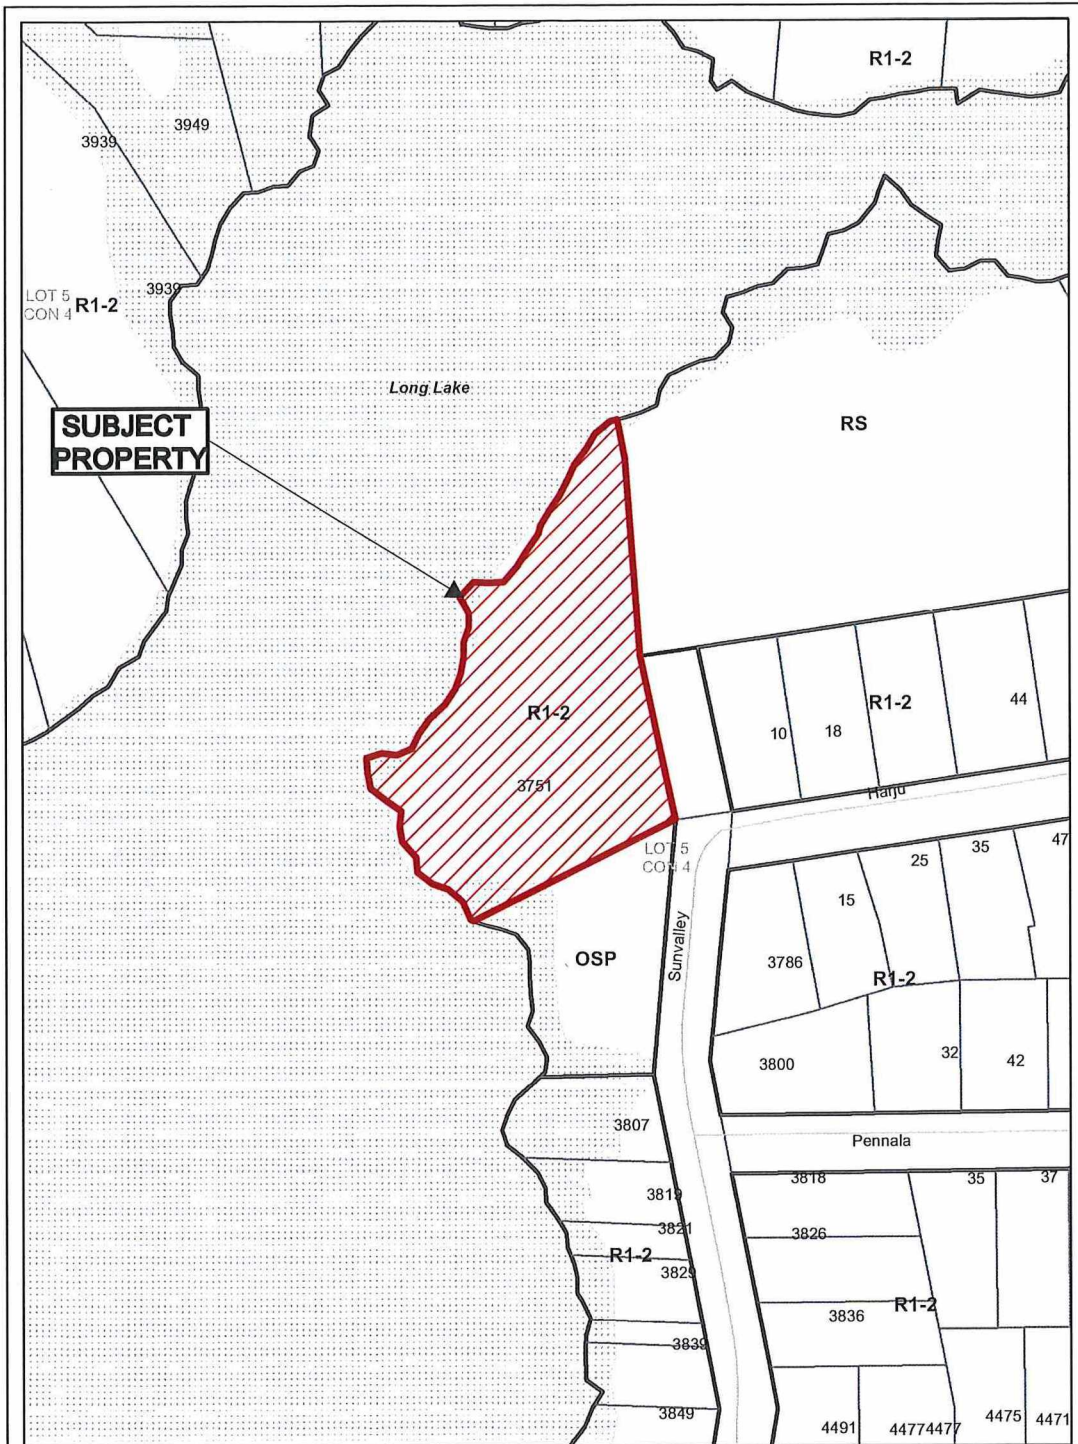 R1-2
3949
3939
3939
LOT 5
CON 4
R1-2
Long Lake
SUBJECT
PROPERTY
RS
R1-2
3751
10
18
R1-2
44
Harju
LOT 5
CON 4
47
35
25
15
Sunvalley
3786
R1-2
OSP
3800
32
42
3807
Pennala
3818
35
37
3819
3821
3826
R1-2
3829
R1-2
3836
3839
3849
4491
4477
4477
4475
4471